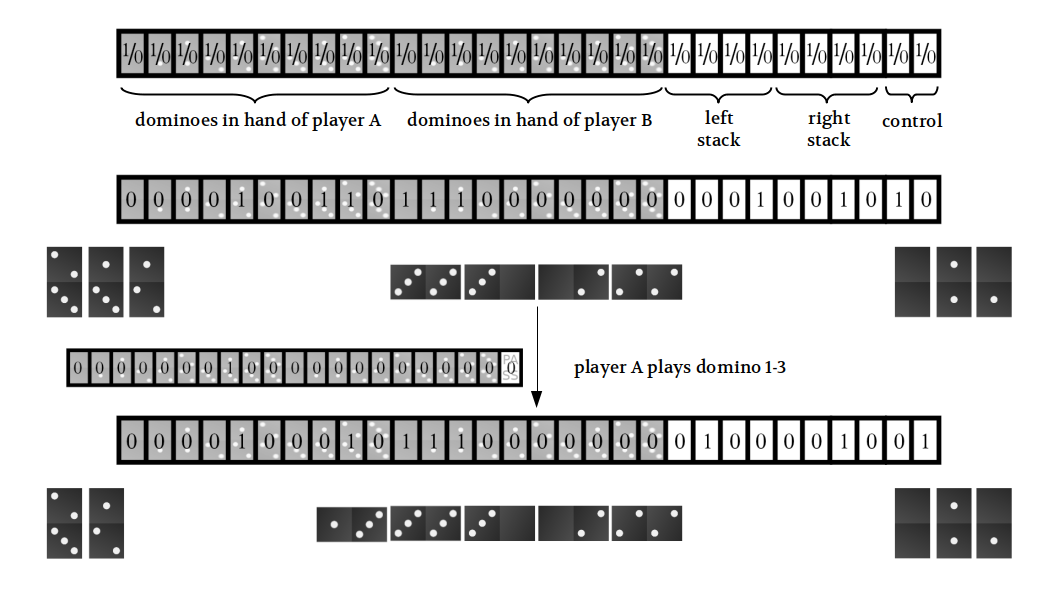 1/0 1/0 1/0 1/0 1/0 1/0 1/0 1/0 1/0 1/0 1/0 1/0 1/0 1/0 1/0 1/0 1/0 1/0 1/0 1/0 1/0 1/0 1/0 1/0 1/0 1/0 1/0 1/0 1/0 1/0
dominoes in hand of player A dominoes in hand of player B left right control
stack stack
0 0 0 0 1 0 0 1 1 0 1 1 1 0 0 0 0 0 0 0 0 0 0 1 0 0 1 0 1 0
0 0 0 0 0 0 0 1 0 0 0 0 0 0 0 0 0 0 0 0 0 PASS
player A plays domino 1-3
0 0 0 0 1 0 0 0 1 0 1 1 1 0 0 0 0 0 0 0 0 1 0 0 0 0 1 0 0 1